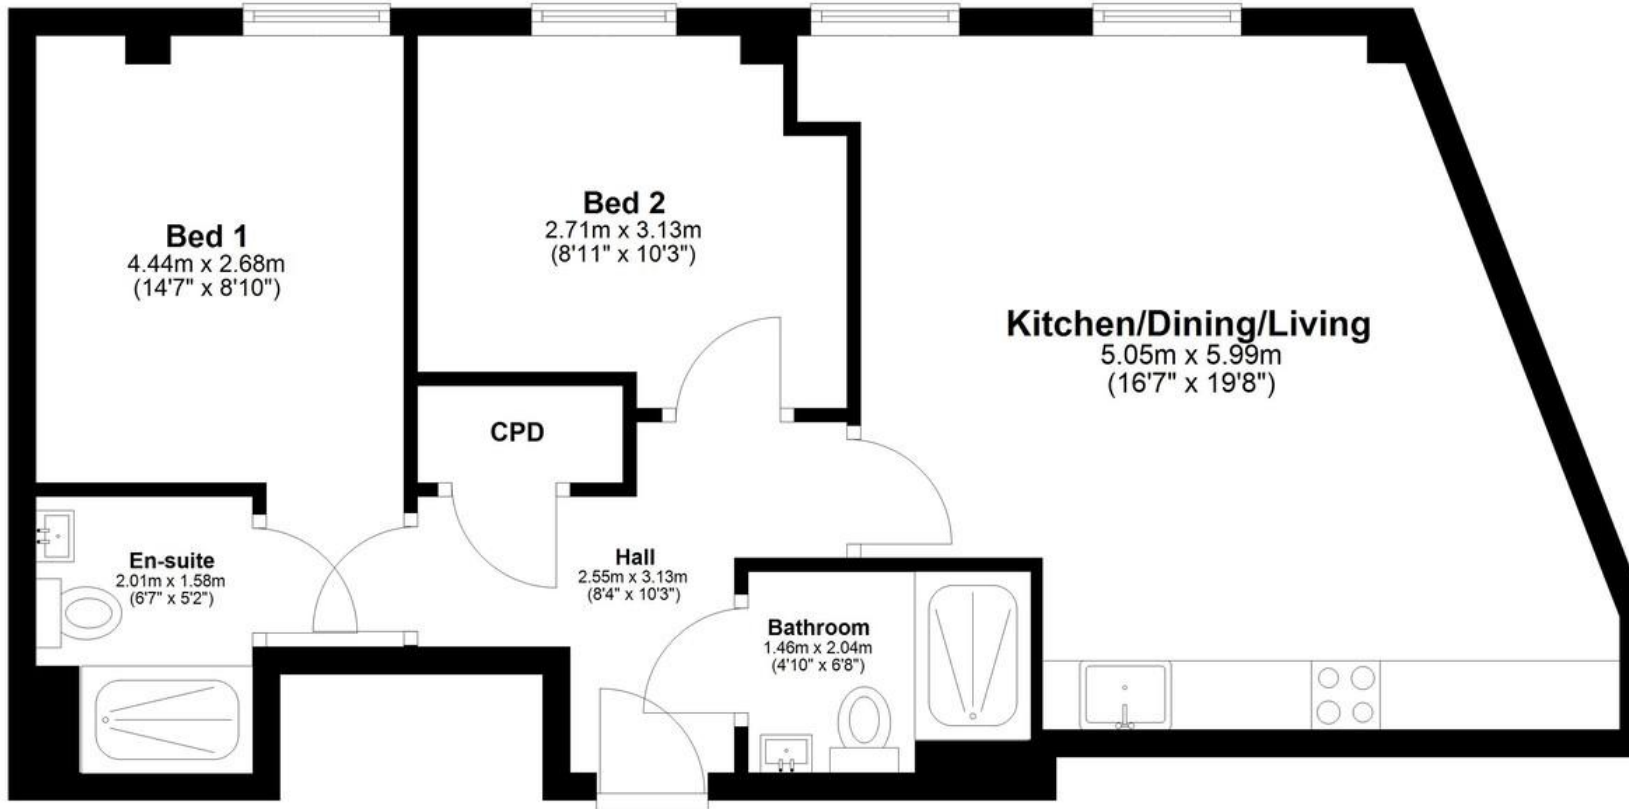 Bed 1
4.44m x 2.68m
(14'7" x 8'10")
Bed 2
2.71m x 3.13m
(8'11" x 10'3")
Kitchen/Dining/Living
5.05m x 5.99m
(16'7" x 19'8")
CPD
En-suite
2.01m x 1.58m
(6'7" x 5'2")
Hall
2.55m x 3.13m
(8'4" x 10'3")
Bathroom
1.46m x 2.04m
(4'10" x 6'8")